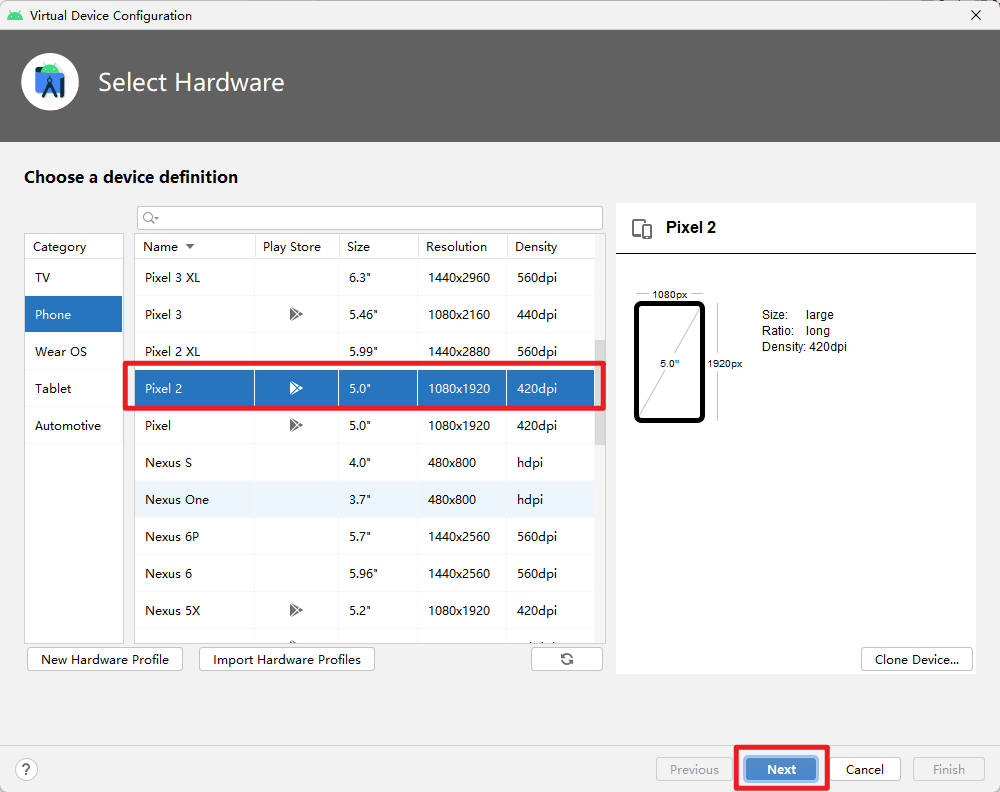 Virtual Device Configuration
Select Hardware
Choose a device definition
Category
TV
Phone
Wear OS
Tablet
Automotive
Name Play Store Size Resolution Density
Pixel 3 XL 6.3" 1440x2960 560dpi
Pixel 3 5.46" 1080x2160 440dpi
Pixel 2 XL 5.99" 1440x2880 560dpi
Pixel 2 5.0" 1080x1920 420dpi
Pixel 5.0" 1080x1920 420dpi
Nexus S 4.0" 480x800 hdpi
Nexus One 3.7" 480x800 hdpi
Nexus 6P 5.7" 1440x2560 560dpi
Nexus 6 5.96" 1440x2560 560dpi
Nexus 5X 5.2" 1080x1920 420dpi
New Hardware Profile Import Hardware Profiles
Pixel 2
1080px
5.0"
1920px
Size: large
Ratio: long
Density: 420dpi
Clone Device...
? Previous Next Cancel Finish